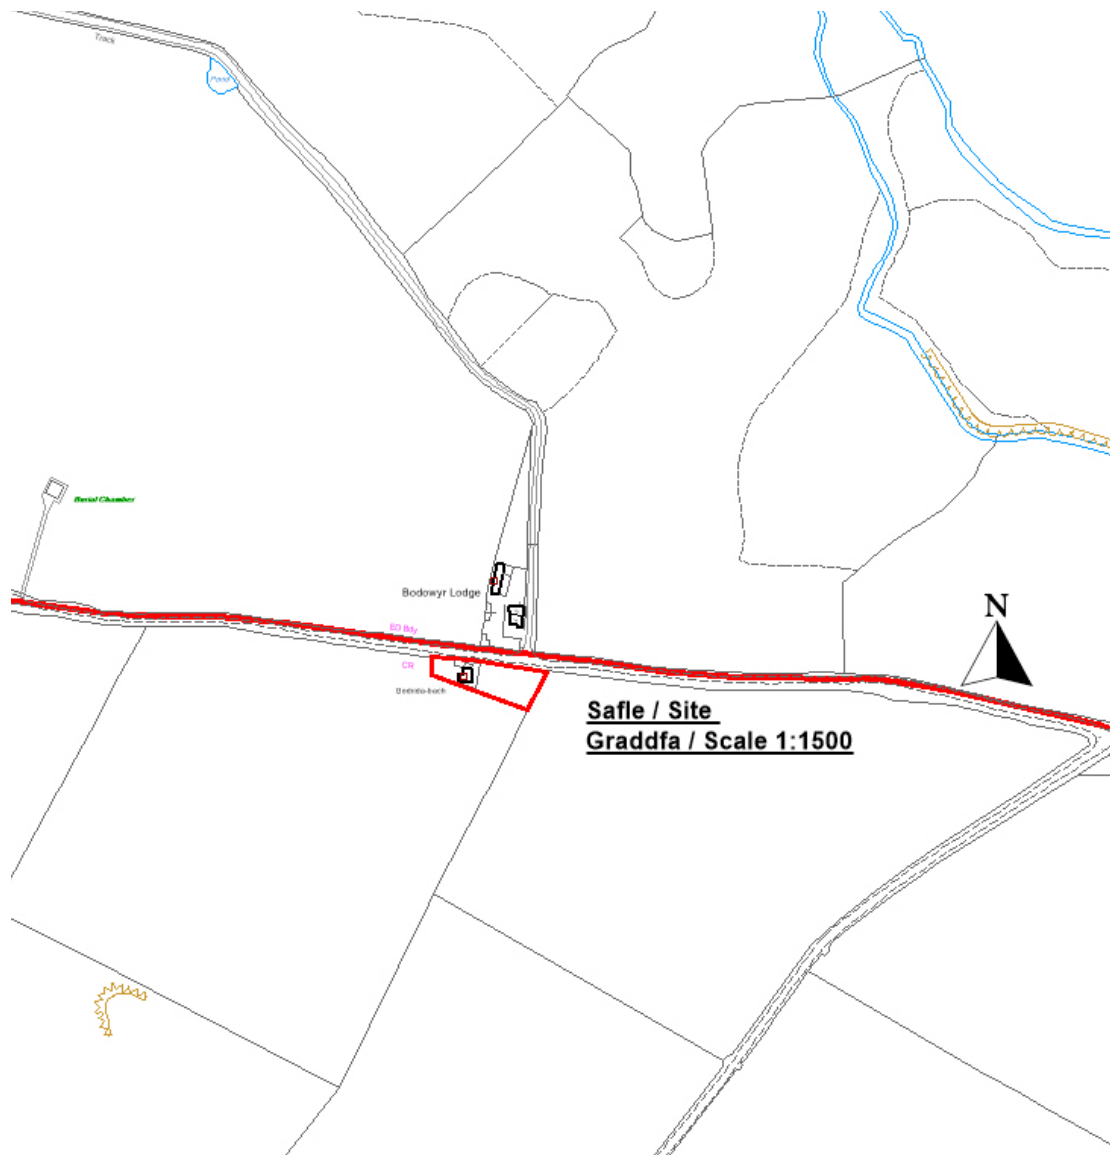 Track
Pond
Burial Chamber
Bodowyr Lodge
ED Bdy
CR
N
Safle / Site
Graddfa / Scale 1:1500